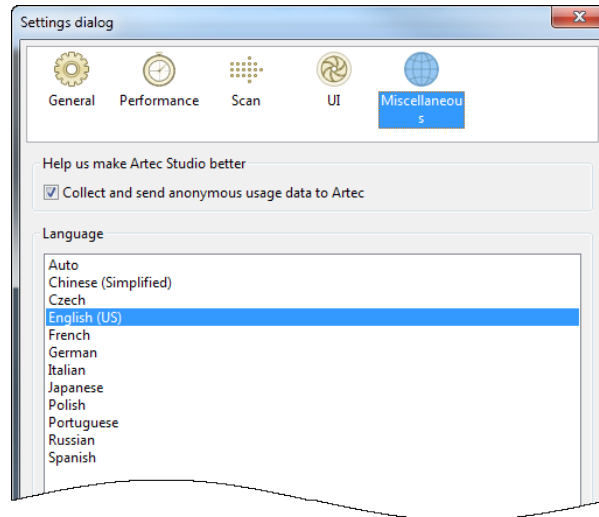 Settings dialog
General Performance Scan UI Miscellaneou
s
Help us make Artec Studio better
Collect and send anonymous usage data to Artec
Language
Auto
Chinese (Simplified)
Czech
English (US)
French
German
Italian
Japanese
Polish
Portuguese
Russian
Spanish